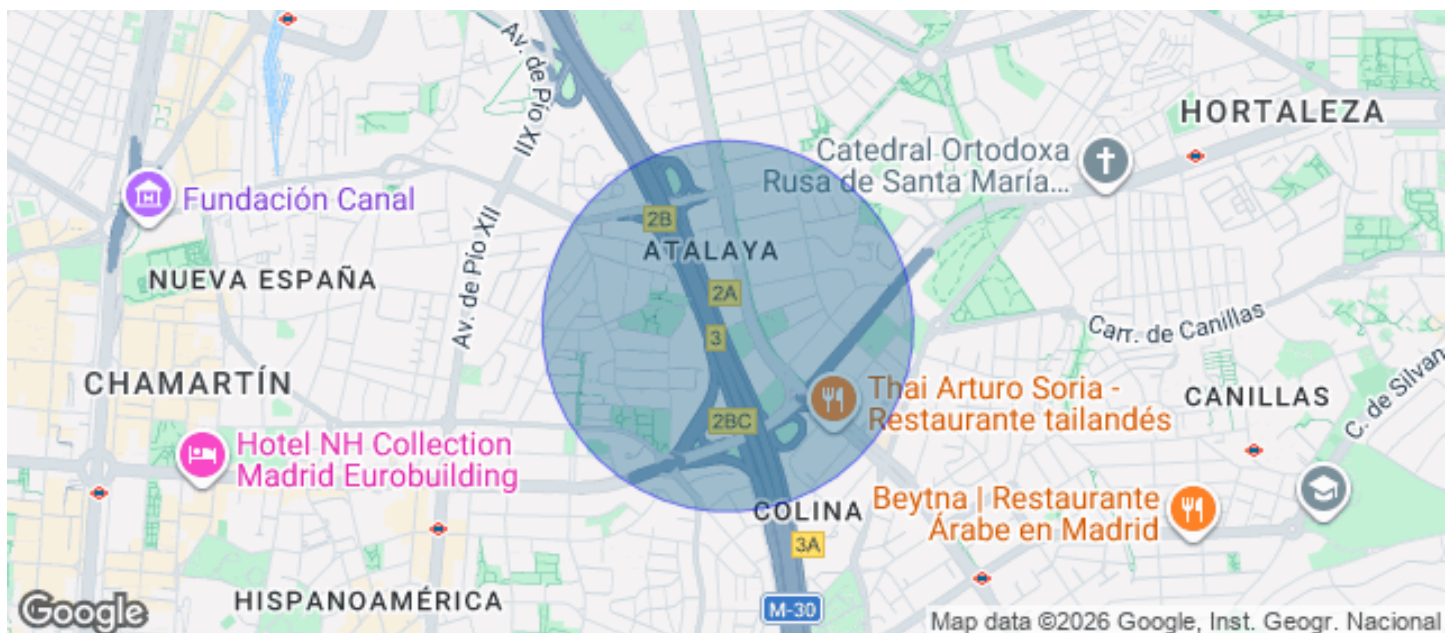 Av. de Pío XII
HORTALEZA
Catedral Ortodoxa
Rusa de Santa María...
Fundación Canal
2B
ATALAYA
NUEVA ESPAÑA
2A
Av. de Pío XII
3
Carr. de Canillas
CHAMARTÍN
Thai Arturo Soria -
Restaurante tailandés
CANILLAS
C. de Silvan
2BC
Hotel NH Collection
Madrid Eurobuilding
COLINA
Beytna | Restaurante
Árabe en Madrid
3A
HISPANOAMÉRICA
M-30
Google
Map data ©2026 Google, Inst. Geogr. Nacional